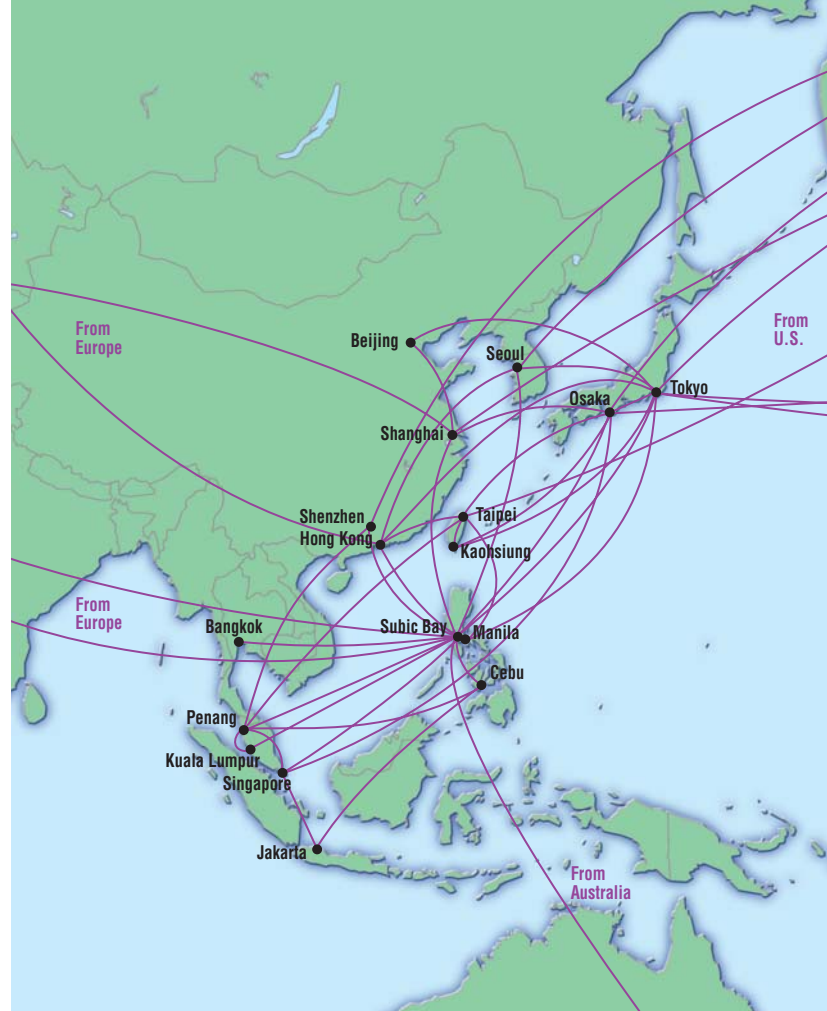 From
Europe
Beijing
Seoul
From
U.S.
Tokyo
Osaka
Shanghai
Shenzhen
Hong Kong
Taipei
Kaohsiung
From
Europe
Bangkok
Subic Bay
Manila
Cebu
Penang
Kuala Lumpur
Singapore
Jakarta
From
Australia